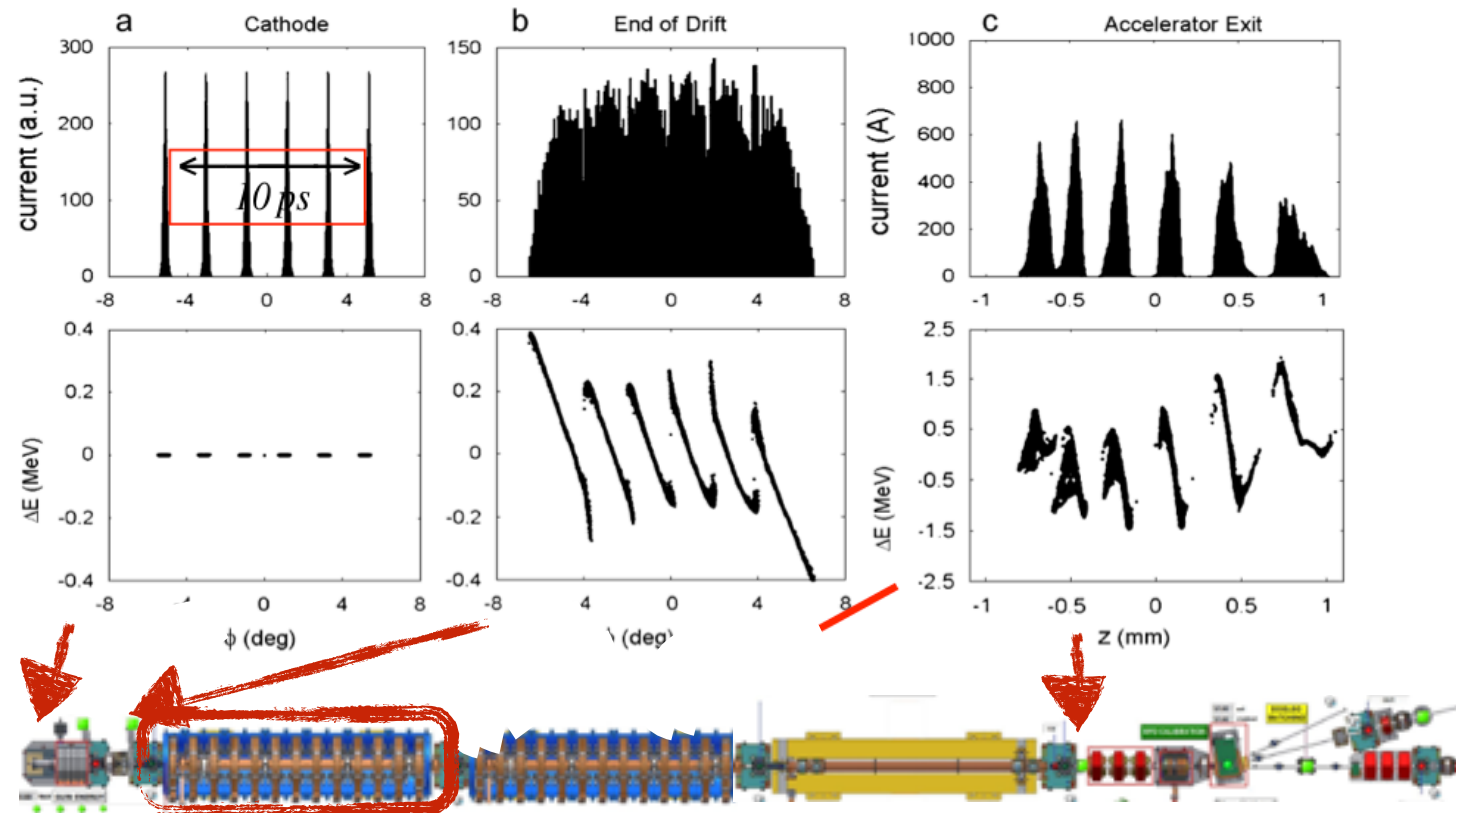 a Cathode
b End of Drift
c Accelerator Exit
current (a.u.)
300
200
100
0
-8 -4 0 4 8
10 ps
150
100
50
0
-8 -4 0 4 8
current (A)
1000
800
600
400
200
0
-1 -0.5 0 0.5 1
ΔE (MeV)
0.4
0.2
0
-0.2
-0.4
-8 -4 0 4 8
ϕ (deg)
0.4
0.2
0
-0.2
-0.4
-8 4 0 4 8
(deg)
ΔE (MeV)
2.5
1.5
0.5
-0.5
-1.5
-2.5
-1 -0.5 0 0.5 1
z (mm)